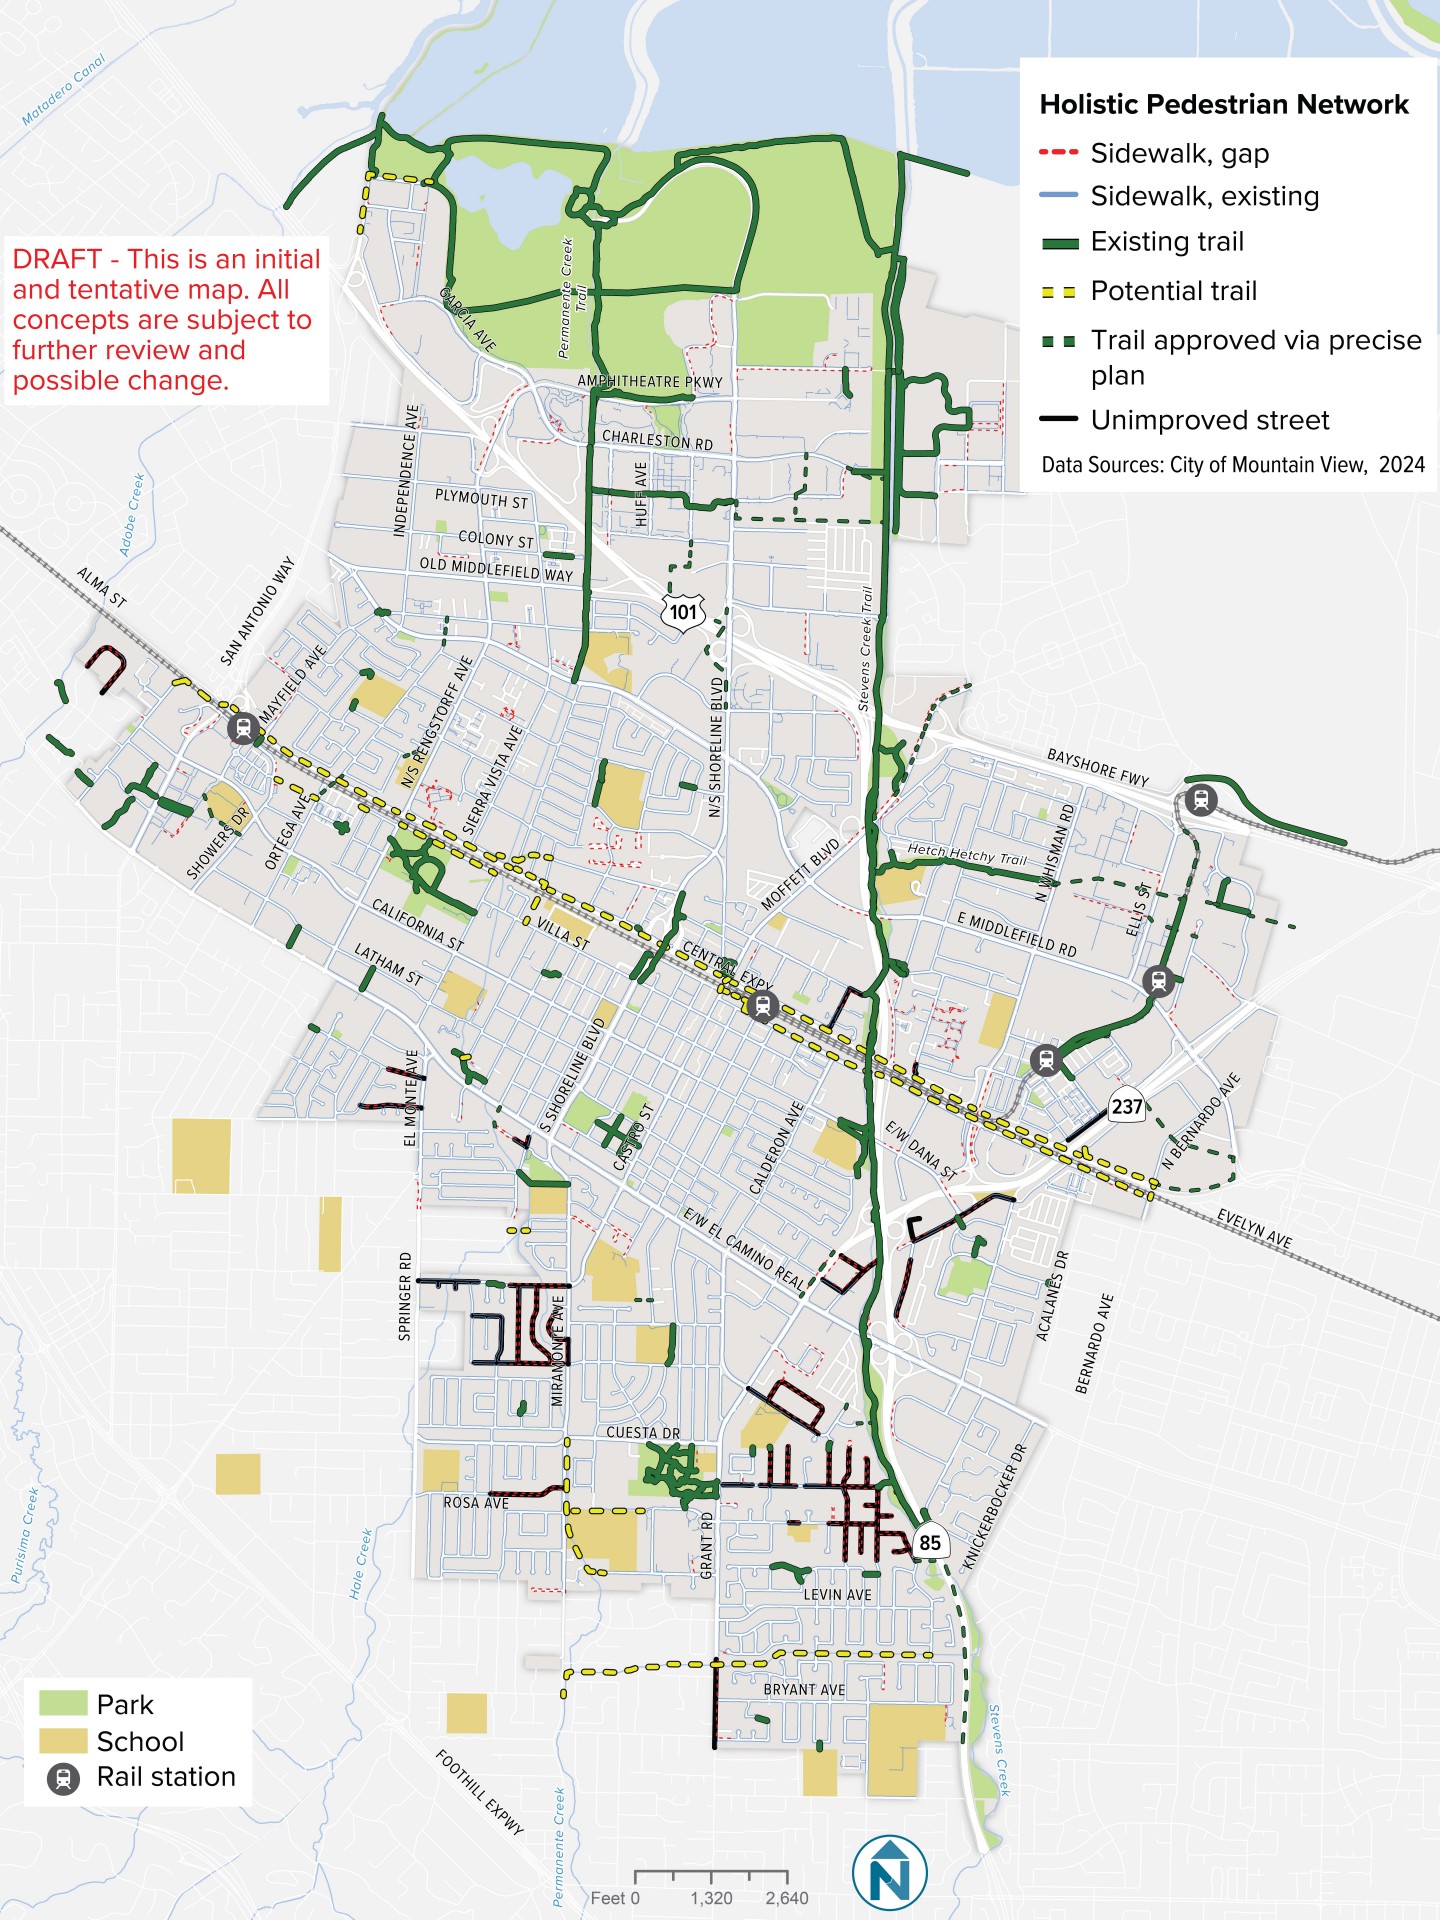 Matadero Canal
Holistic Pedestrian Network
Sidewalk, gap
Sidewalk, existing
Existing trail
Potential trail
Trail approved via precise
plan
Unimproved street
Data Sources: City of Mountain View, 2024
DRAFT - This is an initial
and tentative map. All
concepts are subject to
further review and
possible change.
Permanente Creek
Trail
GARCIA AVE
AMPHITHEATRE PKWY
CHARLESTON RD
INDEPENDENCE AVE
HUFF AVE
PLYMOUTH ST
COLONY ST
OLD MIDDLEFIELD WAY
Adobe Creek
ALMA ST
SAN ANTONIO WAY
101
Stevens Creek Trail
MAYFIELD AVE
N/S RENGSTORFF AVE
SIERRA VISTA AVE
N/S SHORELINE BLVD
BAYSHORE FWY
SHOWERS DR
ORTEGA AVE
MOFFETT BLVD
Hetch Hetchy Trail
N WHISMAN RD
ELLIS ST
E MIDDLEFIELD RD
CALIFORNIA ST
VILLA ST
LATHAM ST
CENTRAL EXPY
EL MONTE AVE
S SHORELINE BLVD
CASTRO ST
CALDERON AVE
E/W DANA ST
237
N BERNARDO AVE
EVELYN AVE
E/W EL CAMINO REAL
SPRINGER RD
MIRAMONTE AVE
ACALANES DR
BERNARDO AVE
CUESTA DR
ROSA AVE
GRANT RD
KNICKERBOCKER DR
85
Purisima Creek
Hale Creek
LEVIN AVE
BRYANT AVE
Stevens Creek
Park
School
Rail station
FOOTHILL EXPWY
Permanente Creek
Feet 0 1,320 2,640
N